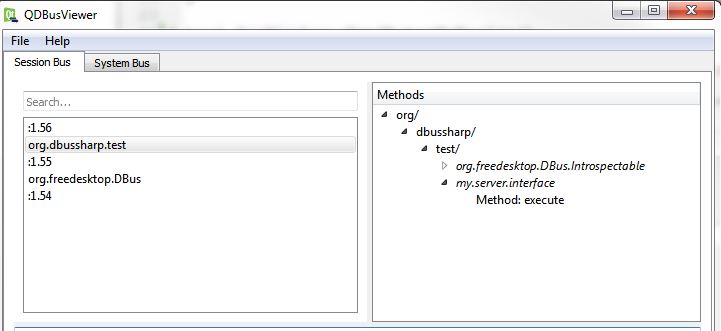 QDBusViewer
File Help
Session Bus System Bus
Search...
:1.56
org.dbussharp.test
:1.55
org.freedesktop.DBus
:1.54
Methods
org/
dbussharp/
test/
org.freedesktop.DBus.Introspectable
my.server.interface
Method: execute